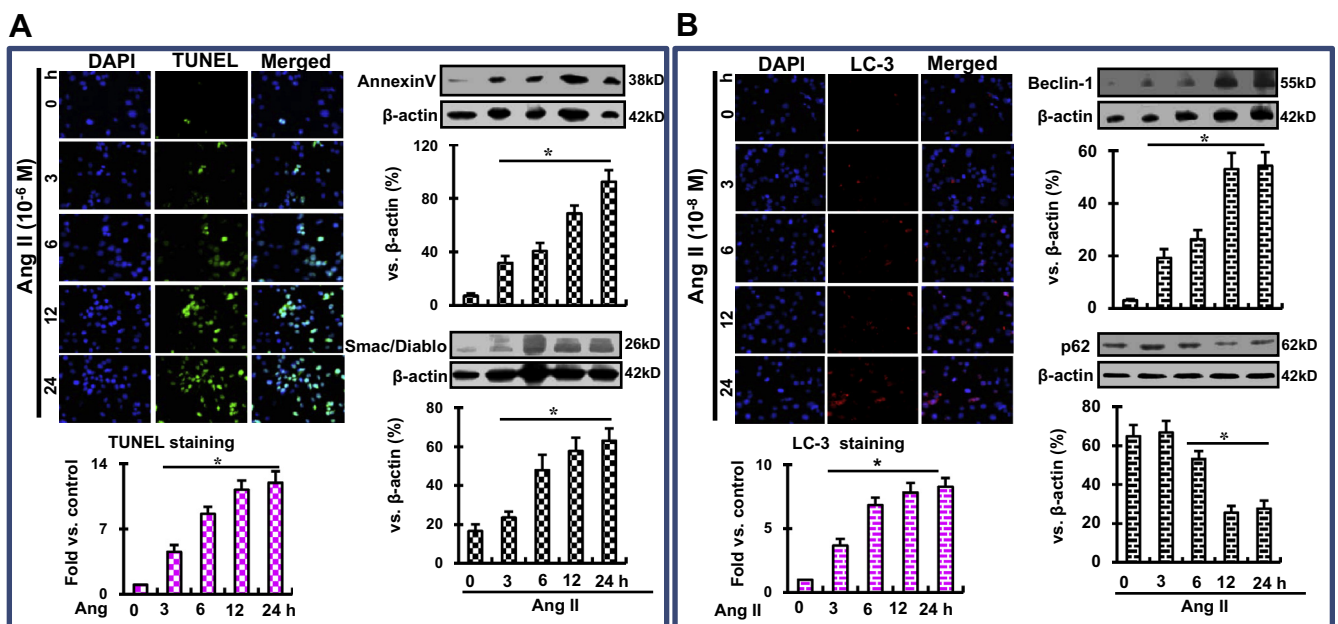 A
DAPI TUNEL Merged
Ang II (10⁻⁶ M)
h
0
3
6
12
24
TUNEL staining
Fold vs. control
14
7
0
*
Ang 0 3 6 12 24 h
AnnexinV 38kD
β-actin 42kD
vs. β-actin (%)
120
80
40
0
*
Smac/Diablo 26kD
β-actin 42kD
vs. β-actin (%)
80
60
40
20
0
*
0 3 6 12 24 h
Ang II
B
DAPI LC-3 Merged
Ang II (10⁻⁸ M)
h
0
3
6
12
24
LC-3 staining
Fold vs. control
10
5
0
*
Ang II 0 3 6 12 24 h
Beclin-1 55kD
β-actin 42kD
vs. β-actin (%)
60
40
20
0
*
p62 62kD
β-actin 42kD
vs. β-actin (%)
80
60
40
20
0
*
0 3 6 12 24 h
Ang II